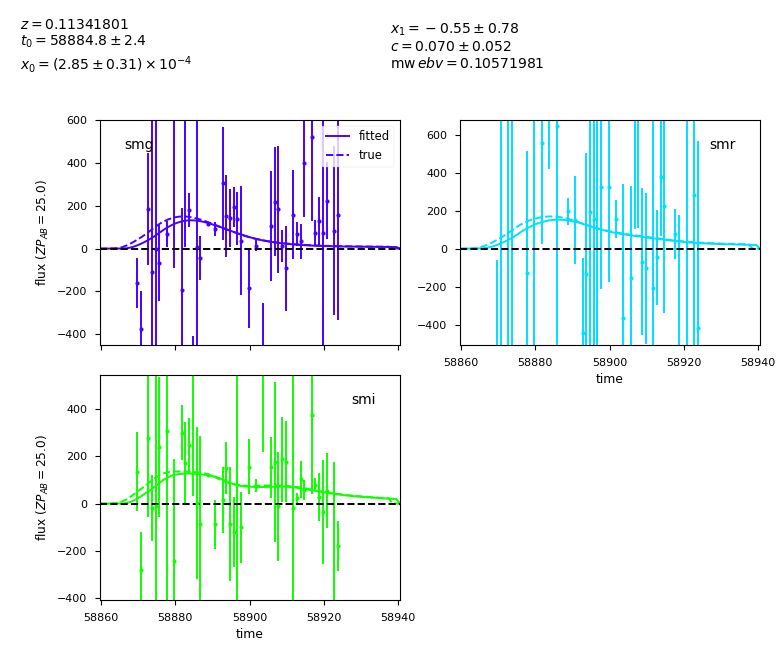 z = 0.11341801
t₀ = 58884.8 ± 2.4
x₀ = (2.85 ± 0.31) × 10⁻⁴
x₁ = −0.55 ± 0.78
c = 0.070 ± 0.052
mw ebv = 0.10571981
smg
fitted
true
600
400
200
0
−200
−400
flux (ZP_AB = 25.0)
smr
600
400
200
0
−200
−400
58860
58880
58900
58920
58940
time
smi
400
200
0
−200
−400
flux (ZP_AB = 25.0)
58860
58880
58900
58920
58940
time